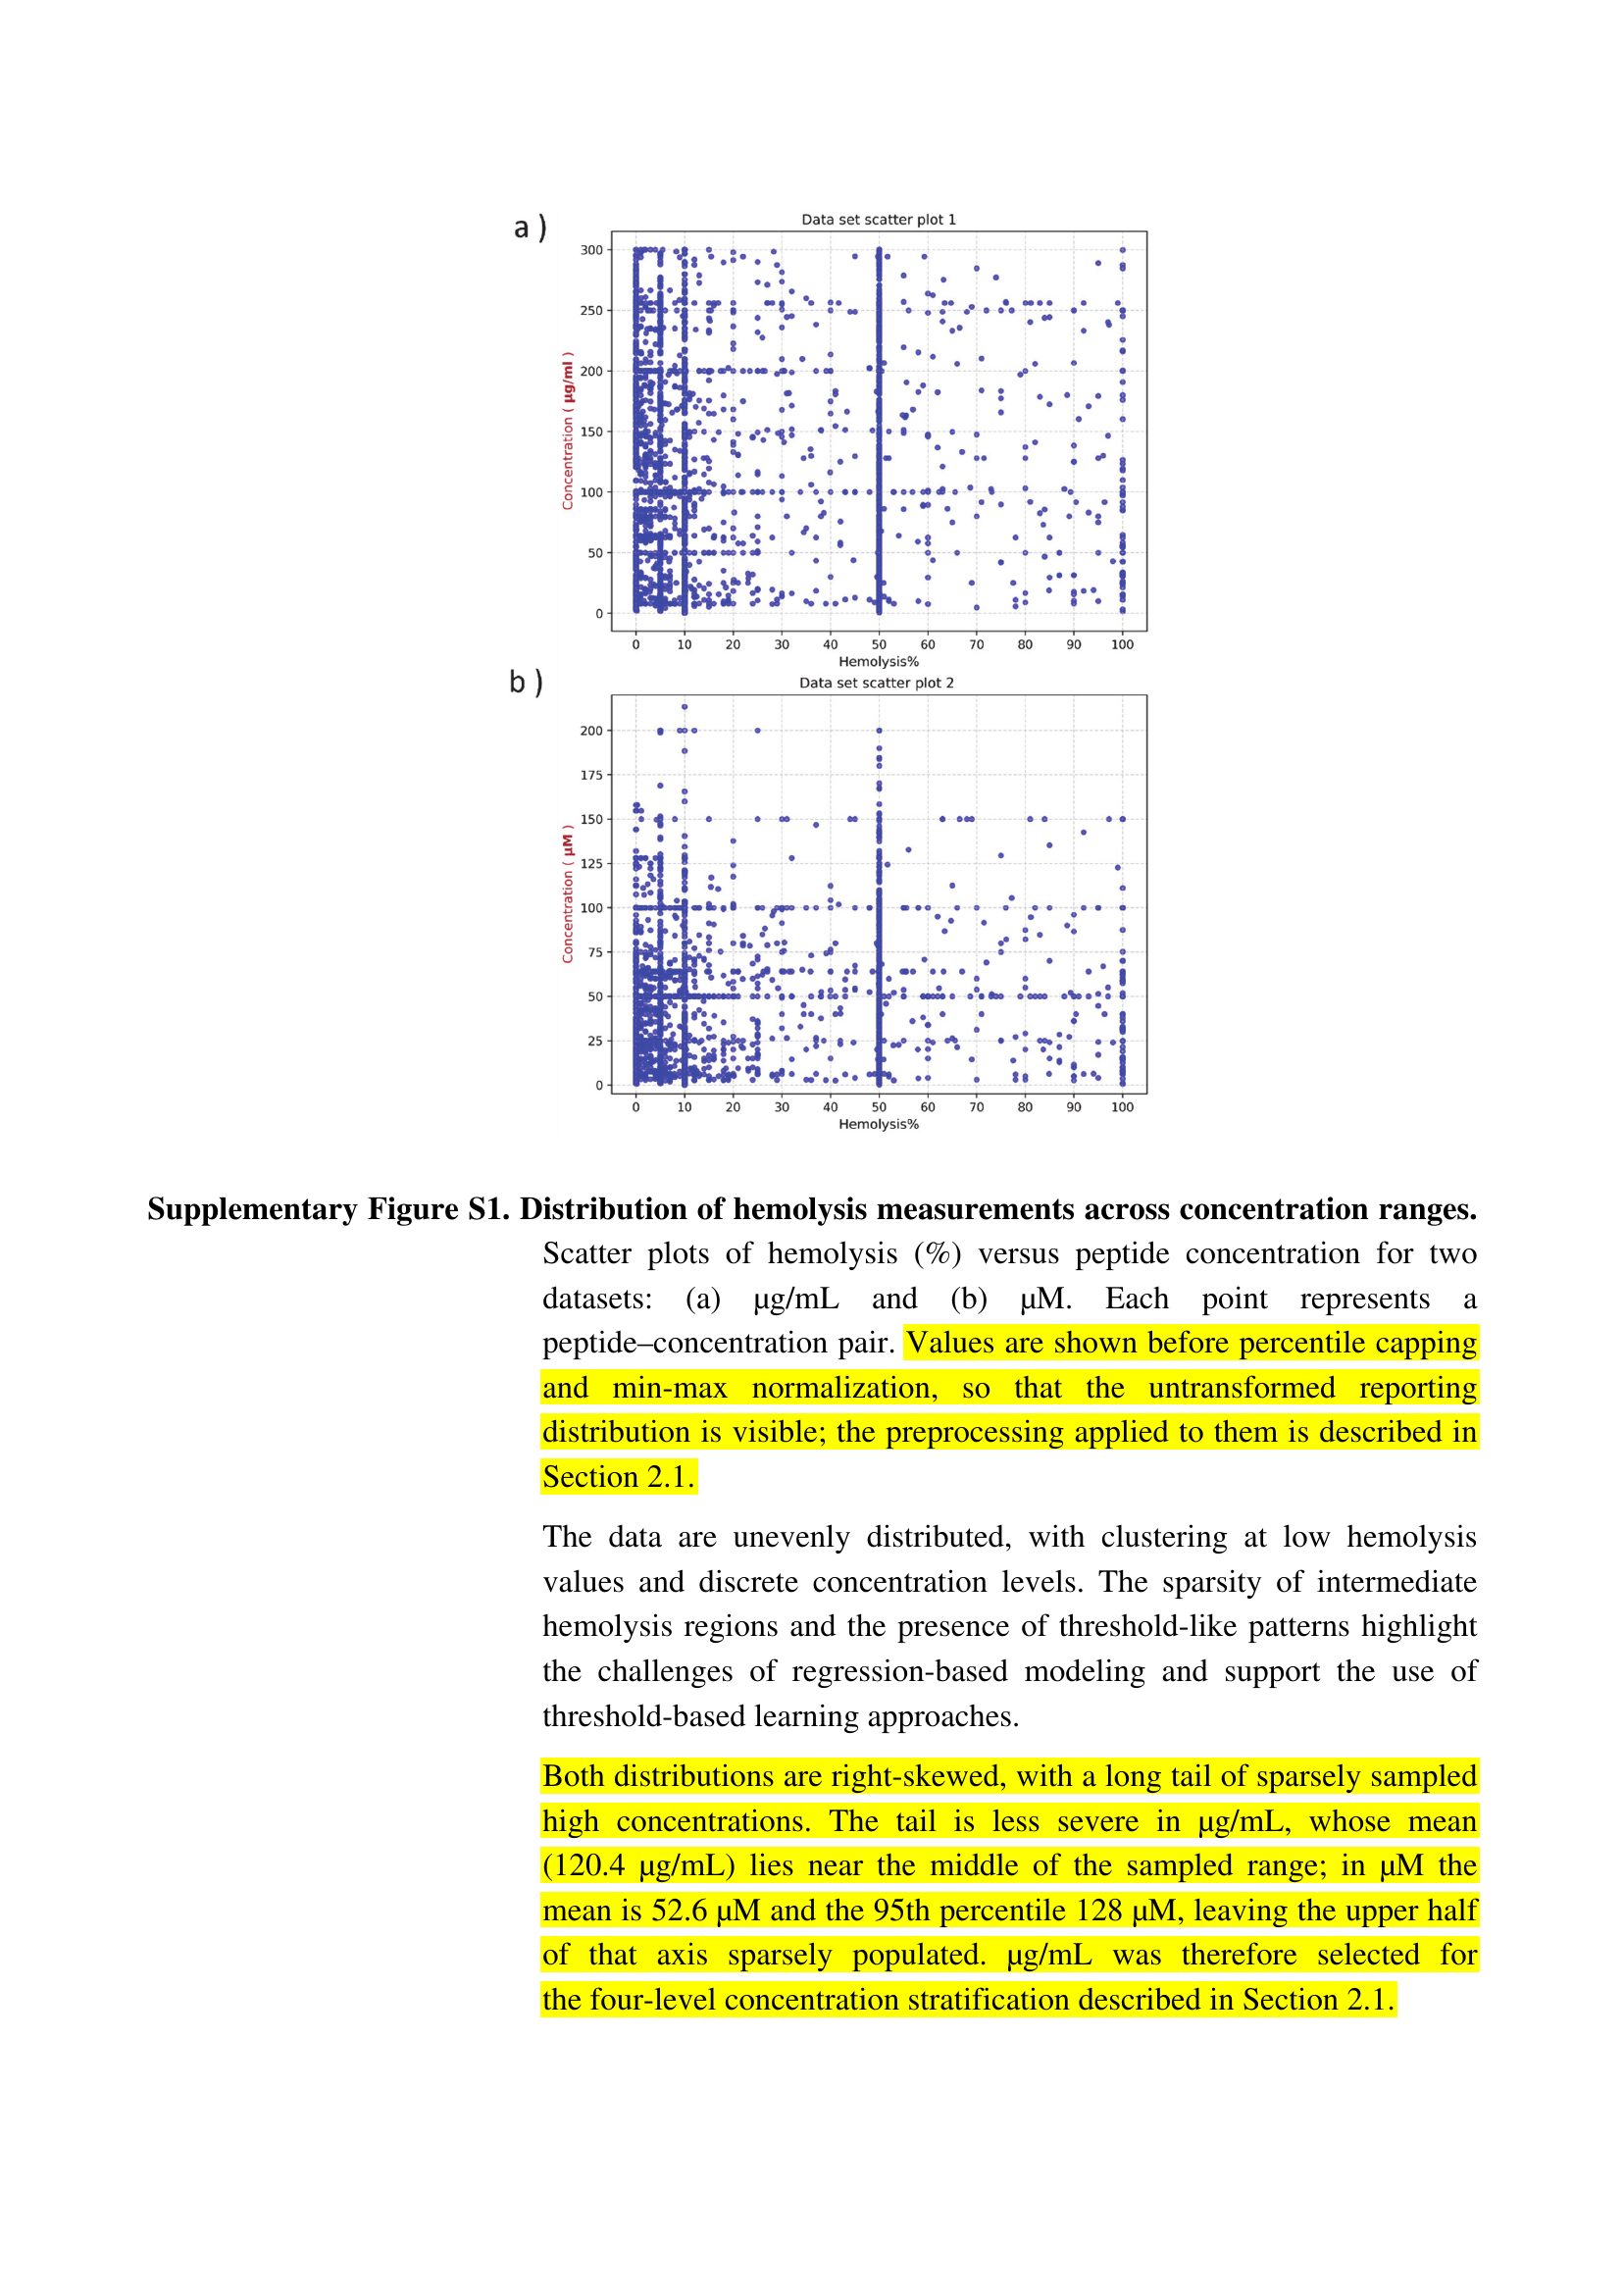 a )
Data set scatter plot 1
300
250
200
150
100
50
0
Concentration ( µg/ml )
0 10 20 30 40 50 60 70 80 90 100
Hemolysis%
b )
Data set scatter plot 2
200
175
150
125
100
75
50
25
0
Concentration ( µM )
0 10 20 30 40 50 60 70 80 90 100
Hemolysis%
Supplementary Figure S1. Distribution of hemolysis measurements across concentration ranges.
Scatter plots of hemolysis (%) versus peptide concentration for two
datasets: (a) µg/mL and (b) µM. Each point represents a
peptide–concentration pair. Values are shown before percentile capping
and min-max normalization, so that the untransformed reporting
distribution is visible; the preprocessing applied to them is described in
Section 2.1.
The data are unevenly distributed, with clustering at low hemolysis
values and discrete concentration levels. The sparsity of intermediate
hemolysis regions and the presence of threshold-like patterns highlight
the challenges of regression-based modeling and support the use of
threshold-based learning approaches.
Both distributions are right-skewed, with a long tail of sparsely sampled
high concentrations. The tail is less severe in µg/mL, whose mean
(120.4 µg/mL) lies near the middle of the sampled range; in µM the
mean is 52.6 µM and the 95th percentile 128 µM, leaving the upper half
of that axis sparsely populated. µg/mL was therefore selected for
the four-level concentration stratification described in Section 2.1.